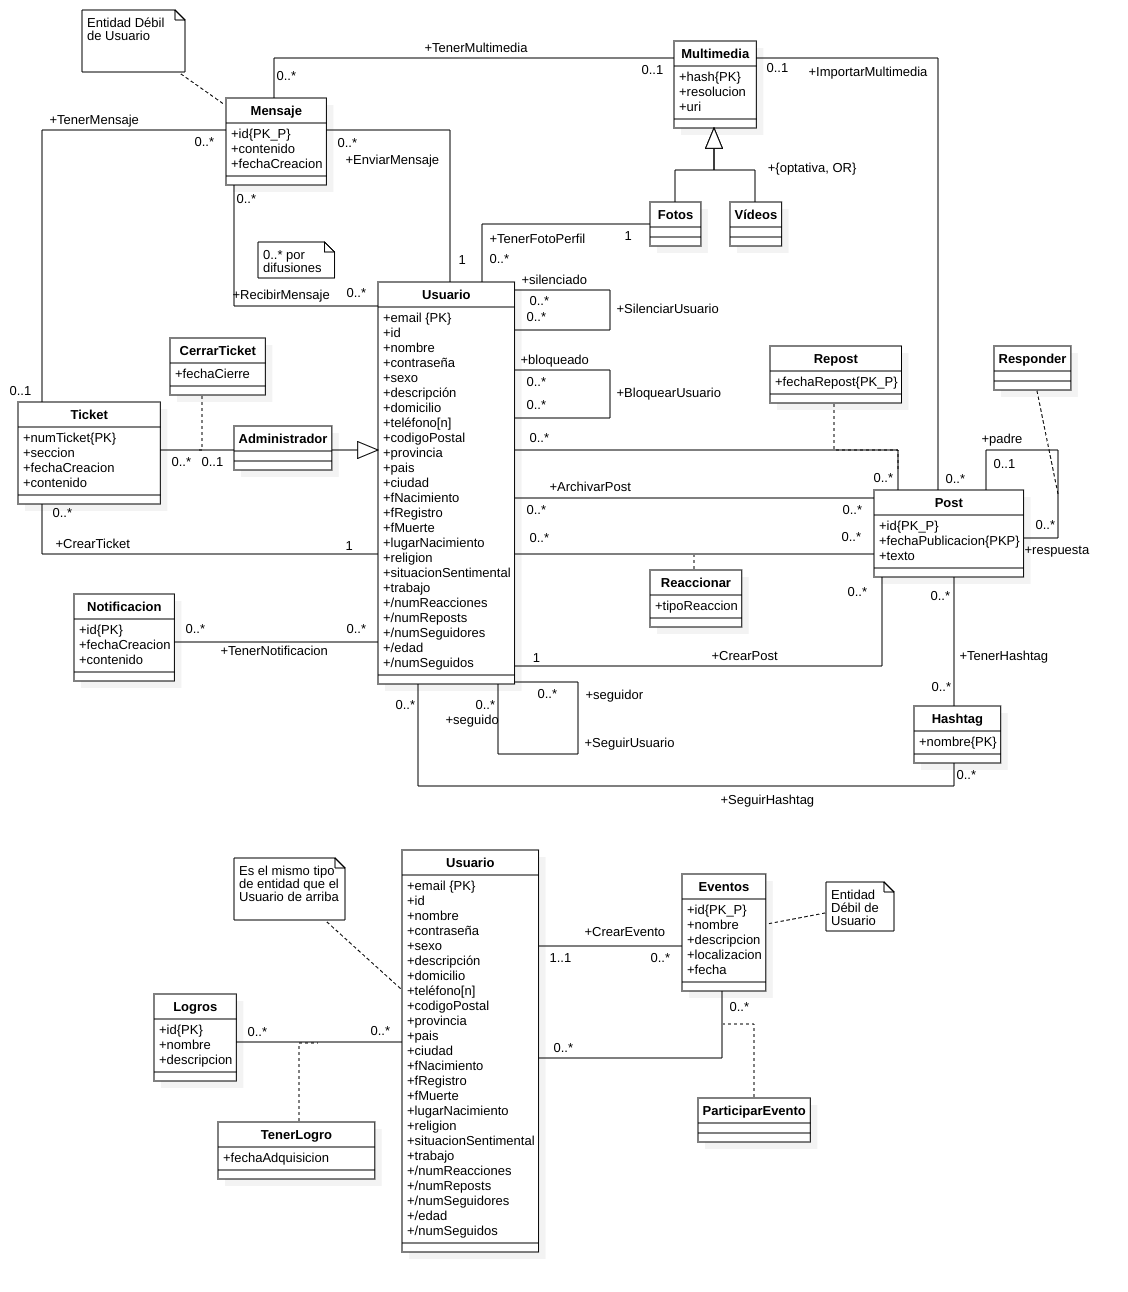 Entidad Débil
de Usuario
+TenerMultimedia
0..*
0..1
Multimedia
+hash{PK}
+resolucion
+uri
0..1
+ImportarMultimedia
+TenerMensaje
0..*
Mensaje
+id{PK_P}
+contenido
+fechaCreacion
0..*
+EnviarMensaje
0..*
+{optativa, OR}
Fotos
Vídeos
+TenerFotoPerfil
1
0..*
1
0..* por
difusiones
+RecibirMensaje
0..*
Usuario
+email {PK}
+id
+nombre
+contraseña
+sexo
+descripción
+domicilio
+teléfono[n]
+codigoPostal
+provincia
+pais
+ciudad
+fNacimiento
+fRegistro
+fMuerte
+lugarNacimiento
+religion
+situacionSentimental
+trabajo
+/numReacciones
+/numReposts
+/numSeguidores
+/edad
+/numSeguidos
+silenciado
0..*
0..*
+SilenciarUsuario
+bloqueado
0..*
0..*
+BloquearUsuario
CerrarTicket
+fechaCierre
0..1
Ticket
+numTicket{PK}
+seccion
+fechaCreacion
+contenido
0..*
0..1
Administrador
0..*
+CrearTicket
1
Repost
+fechaRepost{PK_P}
Responder
+padre
0..1
0..*
0..*
0..*
+ArchivarPost
0..*
0..*
Post
+id{PK_P}
+fechaPublicacion{PKP}
+texto
0..*
+respuesta
0..*
0..*
Reaccionar
+tipoReaccion
0..*
0..*
Notificacion
+id{PK}
+fechaCreacion
+contenido
0..*
0..*
+TenerNotificacion
1
+CrearPost
+TenerHashtag
0..*
Hashtag
+nombre{PK}
0..*
0..*
0..*
+seguido
0..*
+seguidor
+SeguirUsuario
+SeguirHashtag
Es el mismo tipo
de entidad que el
Usuario de arriba
Usuario
+email {PK}
+id
+nombre
+contraseña
+sexo
+descripción
+domicilio
+teléfono[n]
+codigoPostal
+provincia
+pais
+ciudad
+fNacimiento
+fRegistro
+fMuerte
+lugarNacimiento
+religion
+situacionSentimental
+trabajo
+/numReacciones
+/numReposts
+/numSeguidores
+/edad
+/numSeguidos
+CrearEvento
1..1
0..*
Eventos
+id{PK_P}
+nombre
+descripcion
+localizacion
+fecha
Entidad
Débil de
Usuario
0..*
0..*
ParticiparEvento
Logros
+id{PK}
+nombre
+descripcion
0..*
0..*
TenerLogro
+fechaAdquisicion